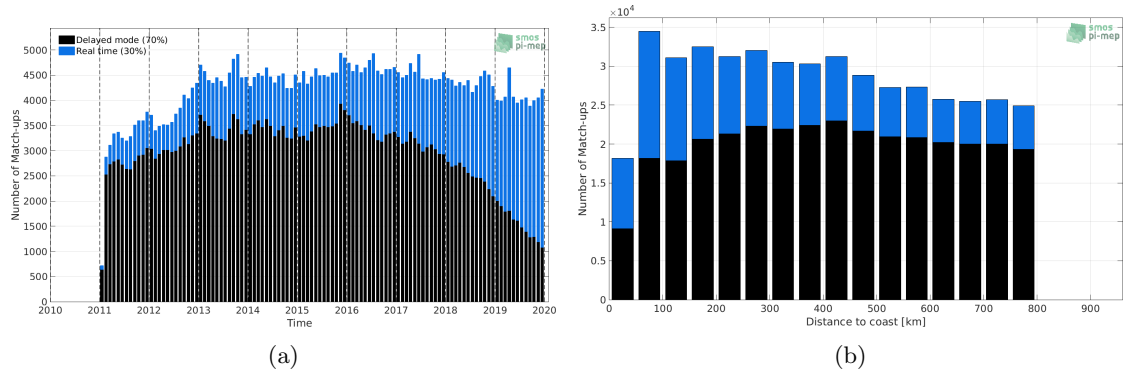 Delayed mode (70%)
Real time (30%)
smos
pi-mep
Number of Match-ups
5000
4500
4000
3500
3000
2500
2000
1500
1000
500
0
2010 2011 2012 2013 2014 2015 2016 2017 2018 2019 2020
Time
(a)
×10⁴
smos
pi-mep
Number of Match-ups
3.5
3
2.5
2
1.5
1
0.5
0
0 100 200 300 400 500 600 700 800 900
Distance to coast [km]
(b)